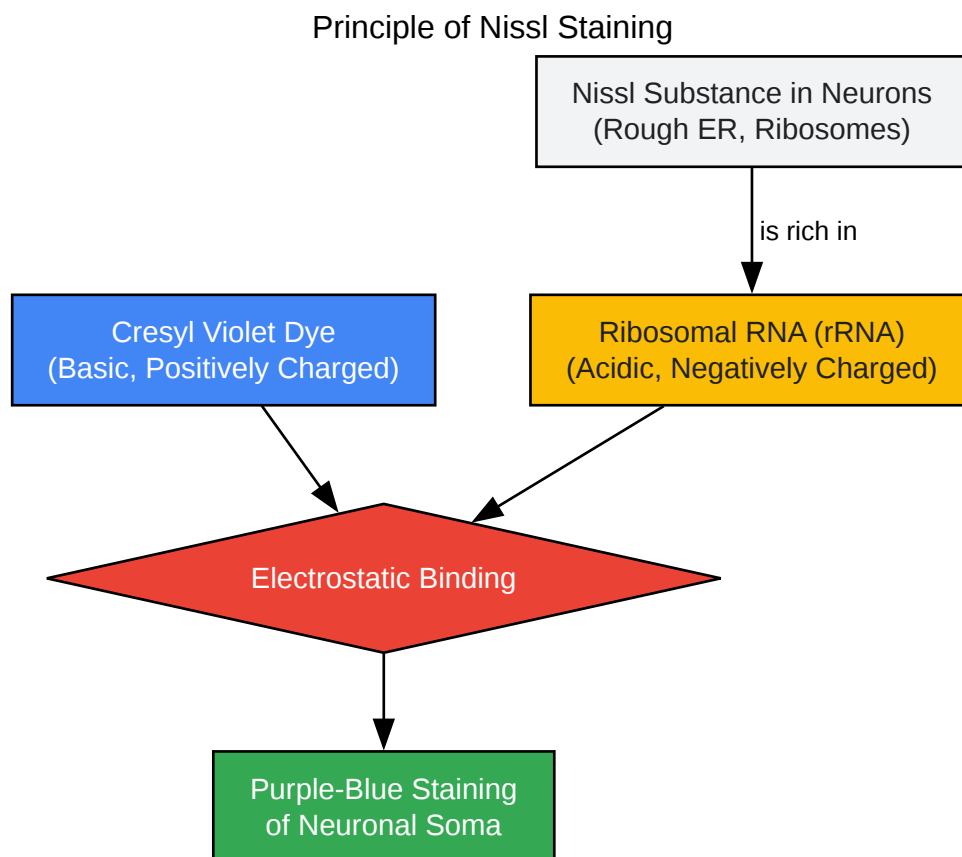 Principle of Nissl Staining
Nissl Substance in Neurons
(Rough ER, Ribosomes)
is rich in
Cresyl Violet Dye
(Basic, Positively Charged)
Ribosomal RNA (rRNA)
(Acidic, Negatively Charged)
Electrostatic Binding
Purple-Blue Staining
of Neuronal Soma